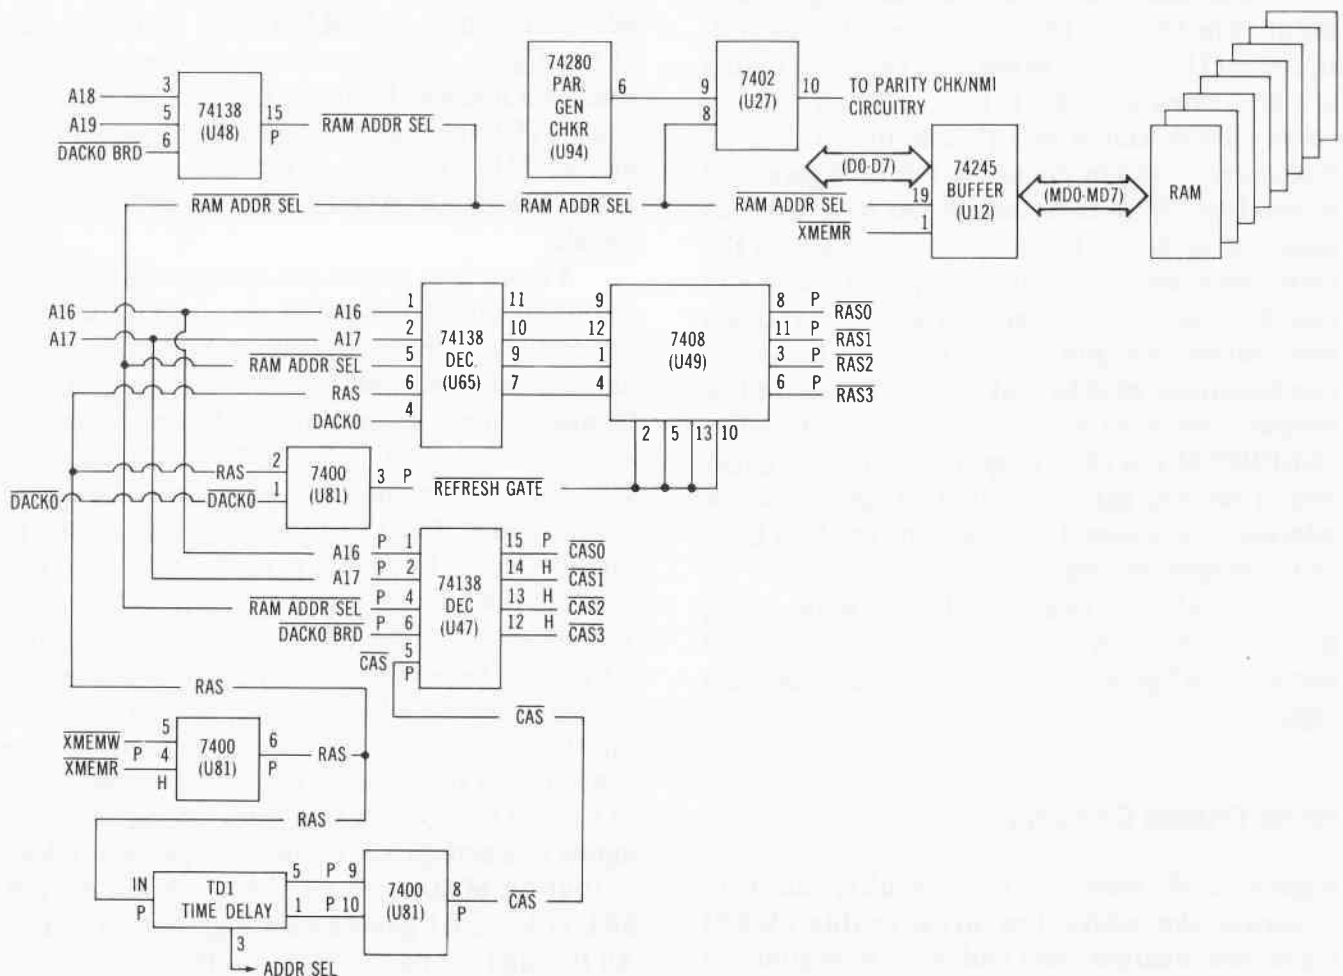 A18 3
A19 5
DACKO BRD 6
74138
(U48)
15
P
RAM ADDR SEL
74280
PAR.
GEN
CHKR
(U94)
6
9
8
7402
(U27)
10
TO PARITY CHK/NMI
CIRCUITRY
RAM ADDR SEL
RAM ADDR SEL
RAM ADDR SEL
(D0-D7)
19
XMEMR 1
74245
BUFFER
(U12)
(MD0-MD7)
RAM
A16 A16 1
A17 A17 2
RAM ADDR SEL 5
RAS 6
DACKO 4
74138
DEC
(U65)
11 9
10 12
9 1
7 4
7408
(U49)
8 P RAS0
11 P RAS1
3 P RAS2
6 P RAS3
2 5 13 10
RAS 2
DACKO DACKO 1
7400
(U81)
3 P REFRESH GATE
A16 P 1
A17 P 2
RAM ADDR SEL P 4
DACKO BRD P 6
CAS 5
P
74138
DEC
(U47)
15 P CAS0
14 H CAS1
13 H CAS2
12 H CAS3
RAS
CAS
XMEMW 5
P 4
XMEMR
H
7400
(U81)
6
P
RAS
RAS
IN
P
TD1
TIME DELAY
5 P 9
1 P 10
3
ADDR SEL
7400
(U81)
8
P
CAS